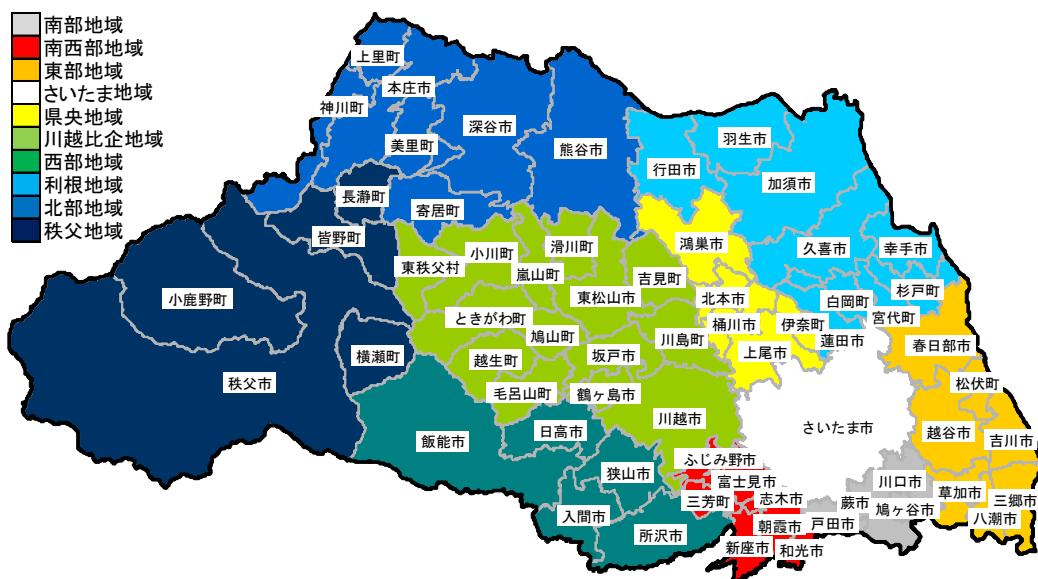 南部地域
南西部地域
東部地域
さいたま地域
県央地域
川越比企地域
西部地域
利根地域
北部地域
秩父地域
上里町
本庄市
神川町
美里町
深谷市
熊谷市
長瀞町
寄居町
皆野町
行田市
羽生市
加須市
鴻巣市
久喜市
幸手市
小川町
滑川町
東秩父村
嵐山町
吉見町
小鹿野町
東松山市
北本市
白岡町
杉戸町
ときがわ町
桶川市
伊奈町
宮代町
鳩山町
川島町
蓮田市
春日部市
横瀬町
越生町
坂戸市
上尾市
秩父市
毛呂山町
鶴ヶ島市
松伏町
川越市
さいたま市
越谷市
吉川市
飯能市
日高市
ふじみ野市
狭山市
富士見市
川口市
三芳町
志木市
蕨市
草加市
三郷市
入間市
鳩ヶ谷市
八潮市
所沢市
朝霞市
戸田市
新座市
和光市